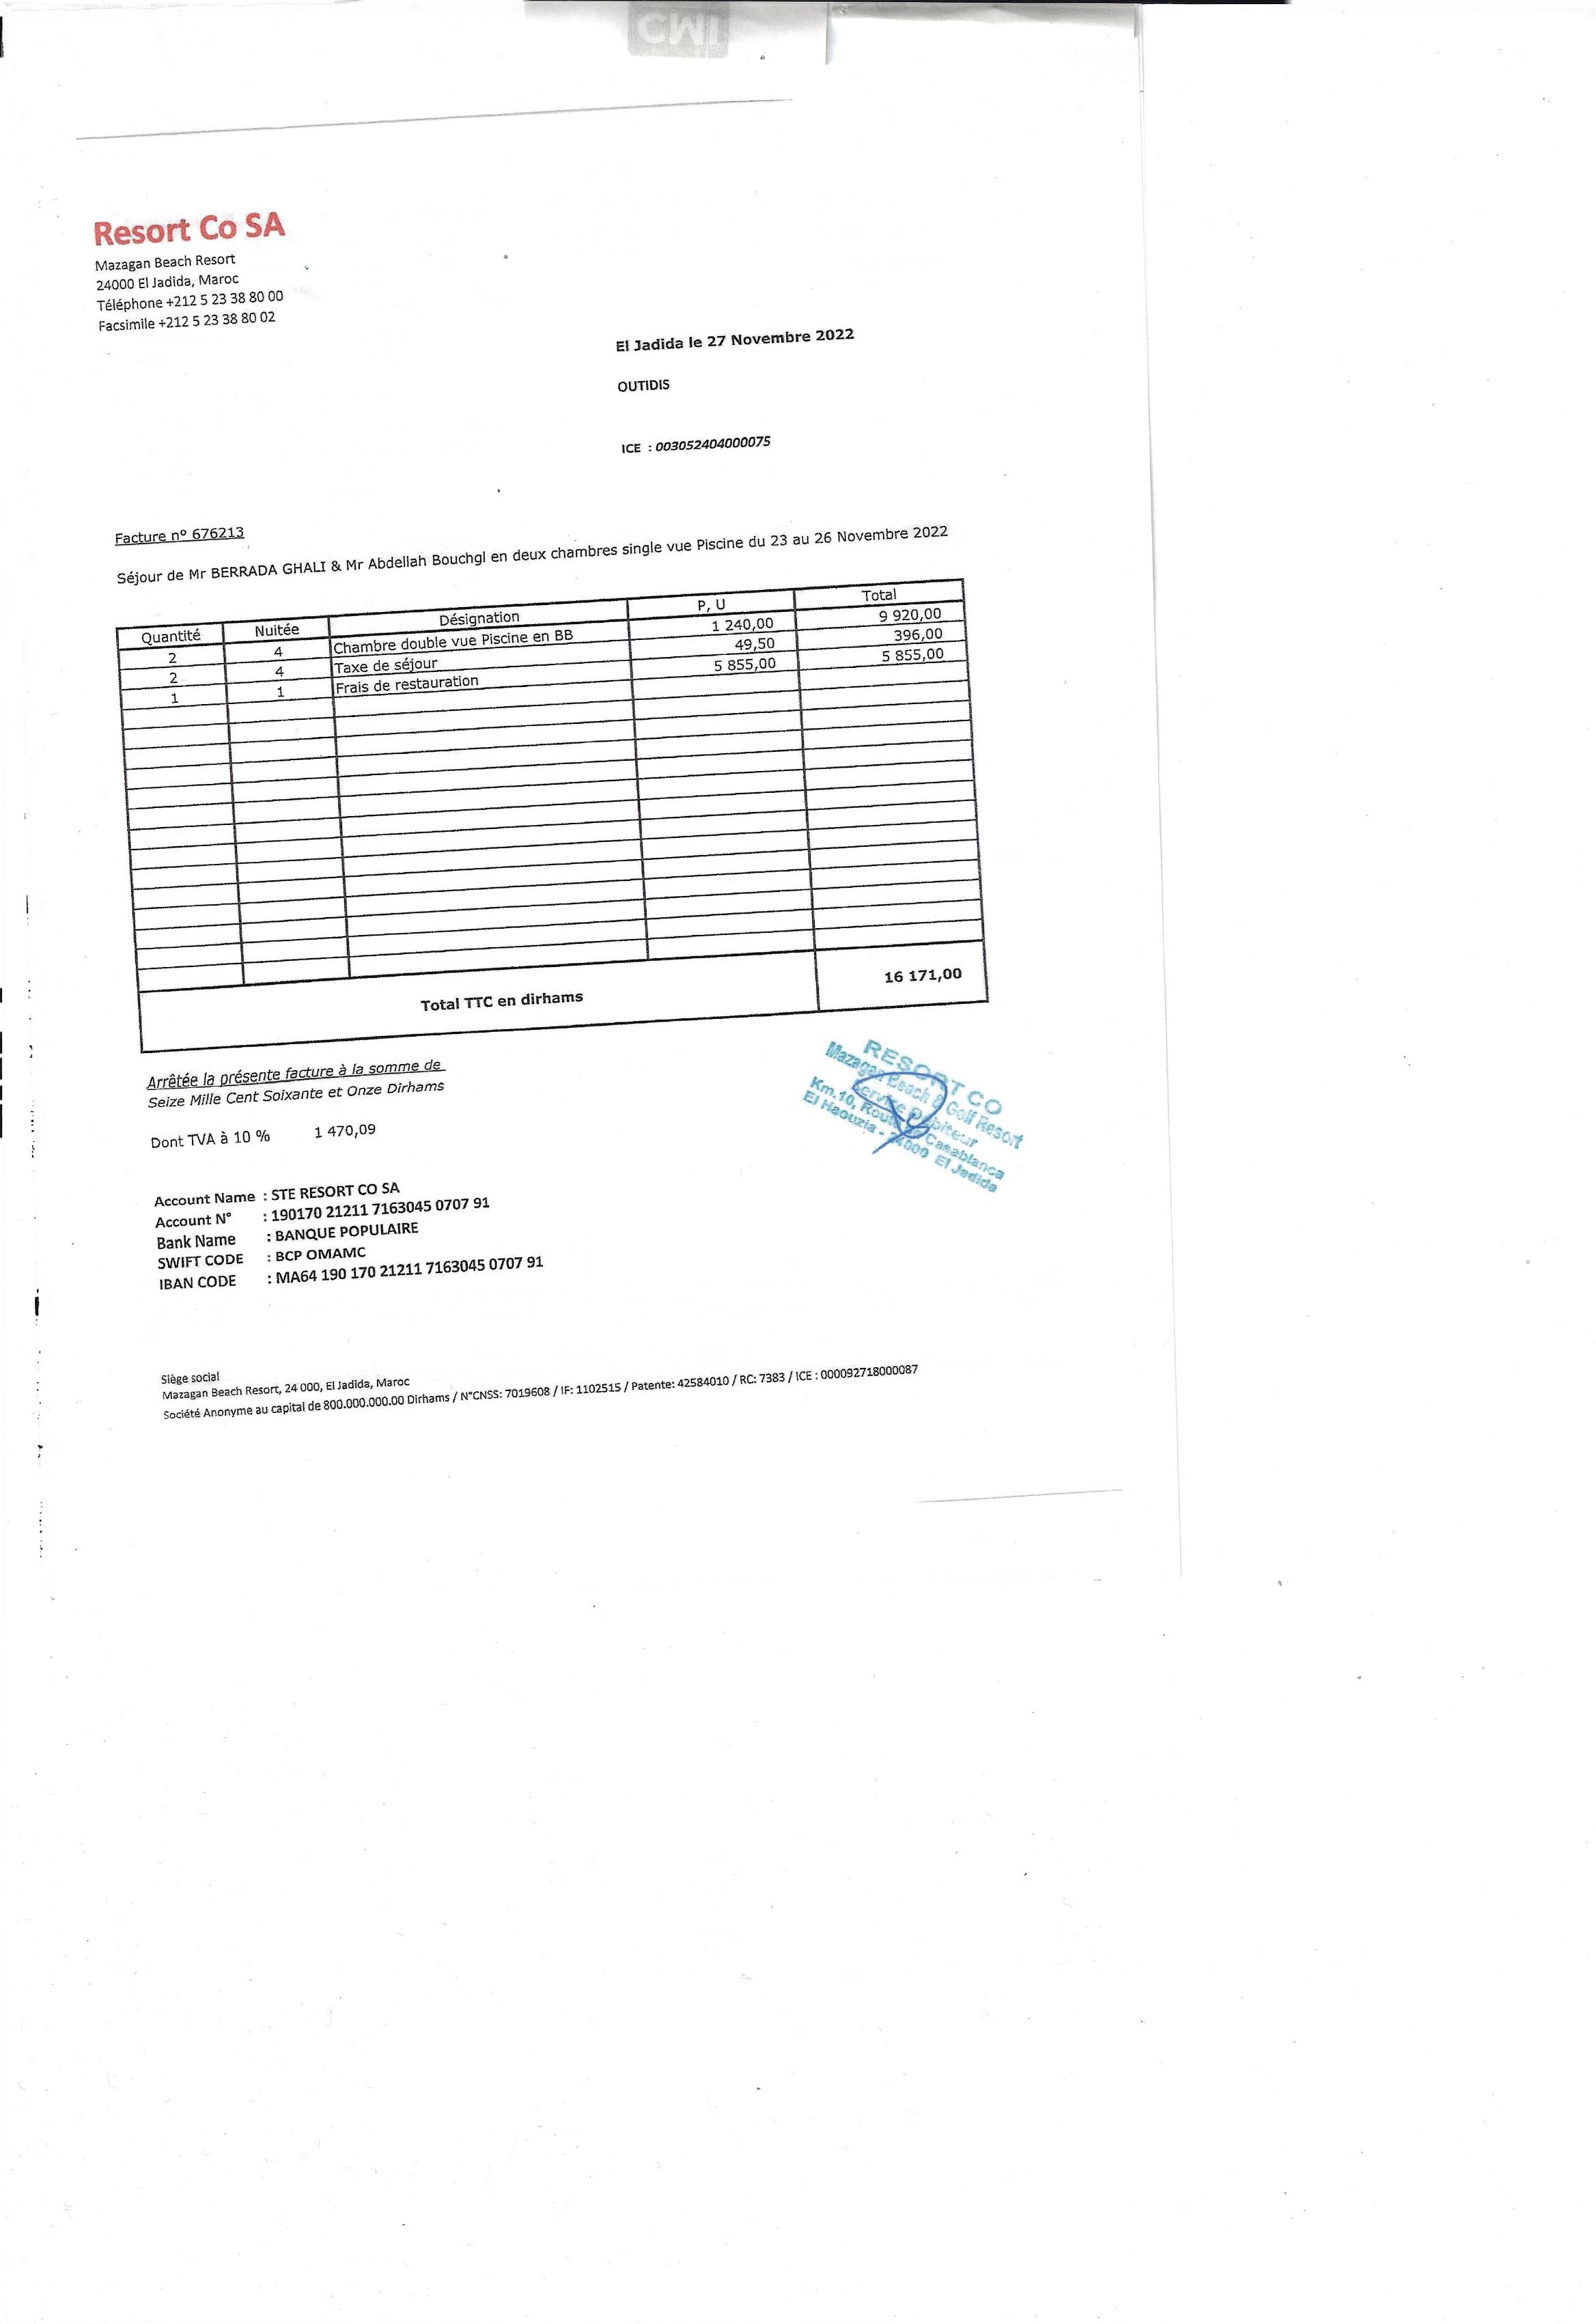 CMI
Resort Co SA
Mazagan Beach Resort
24000 El Jadida, Maroc
Téléphone +212 5 23 38 80 00
Facsimile +212 5 23 38 80 02
El Jadida le 27 Novembre 2022
OUTIDIS
ICE : 003052404000075
Facture nº 676213
Séjour de Mr BERRADA GHALI & Mr Abdellah Bouchgl en deux chambres single vue Piscine du 23 au 26 Novembre 2022
Quantité Nuitée Désignation P, U Total
2 4 Chambre double vue Piscine en BB 1 240,00 9 920,00
2 4 Taxe de séjour 49,50 396,00
1 1 Frais de restauration 5 855,00 5 855,00
Total TTC en dirhams 16 171,00
Arrêtée la présente facture à la somme de
Seize Mille Cent Soixante et Onze Dirhams
Dont TVA à 10 % 1 470,09
RESORT CO
Mazagan Beach & Golf Resort
Service Débiteur
Km.10, Route de Casablanca
El Haouzia - 24000 El Jadida
Account Name : STE RESORT CO SA
Account N° : 190170 21211 7163045 0707 91
Bank Name : BANQUE POPULAIRE
SWIFT CODE : BCP OMAMC
IBAN CODE : MA64 190 170 21211 7163045 0707 91
Siège social
Mazagan Beach Resort, 24 000, El Jadida, Maroc
Société Anonyme au capital de 800.000.000.00 Dirhams / N°CNSS: 7019608 / IF: 1102515 / Patente: 42584010 / RC: 7383 / ICE : 000092718000087